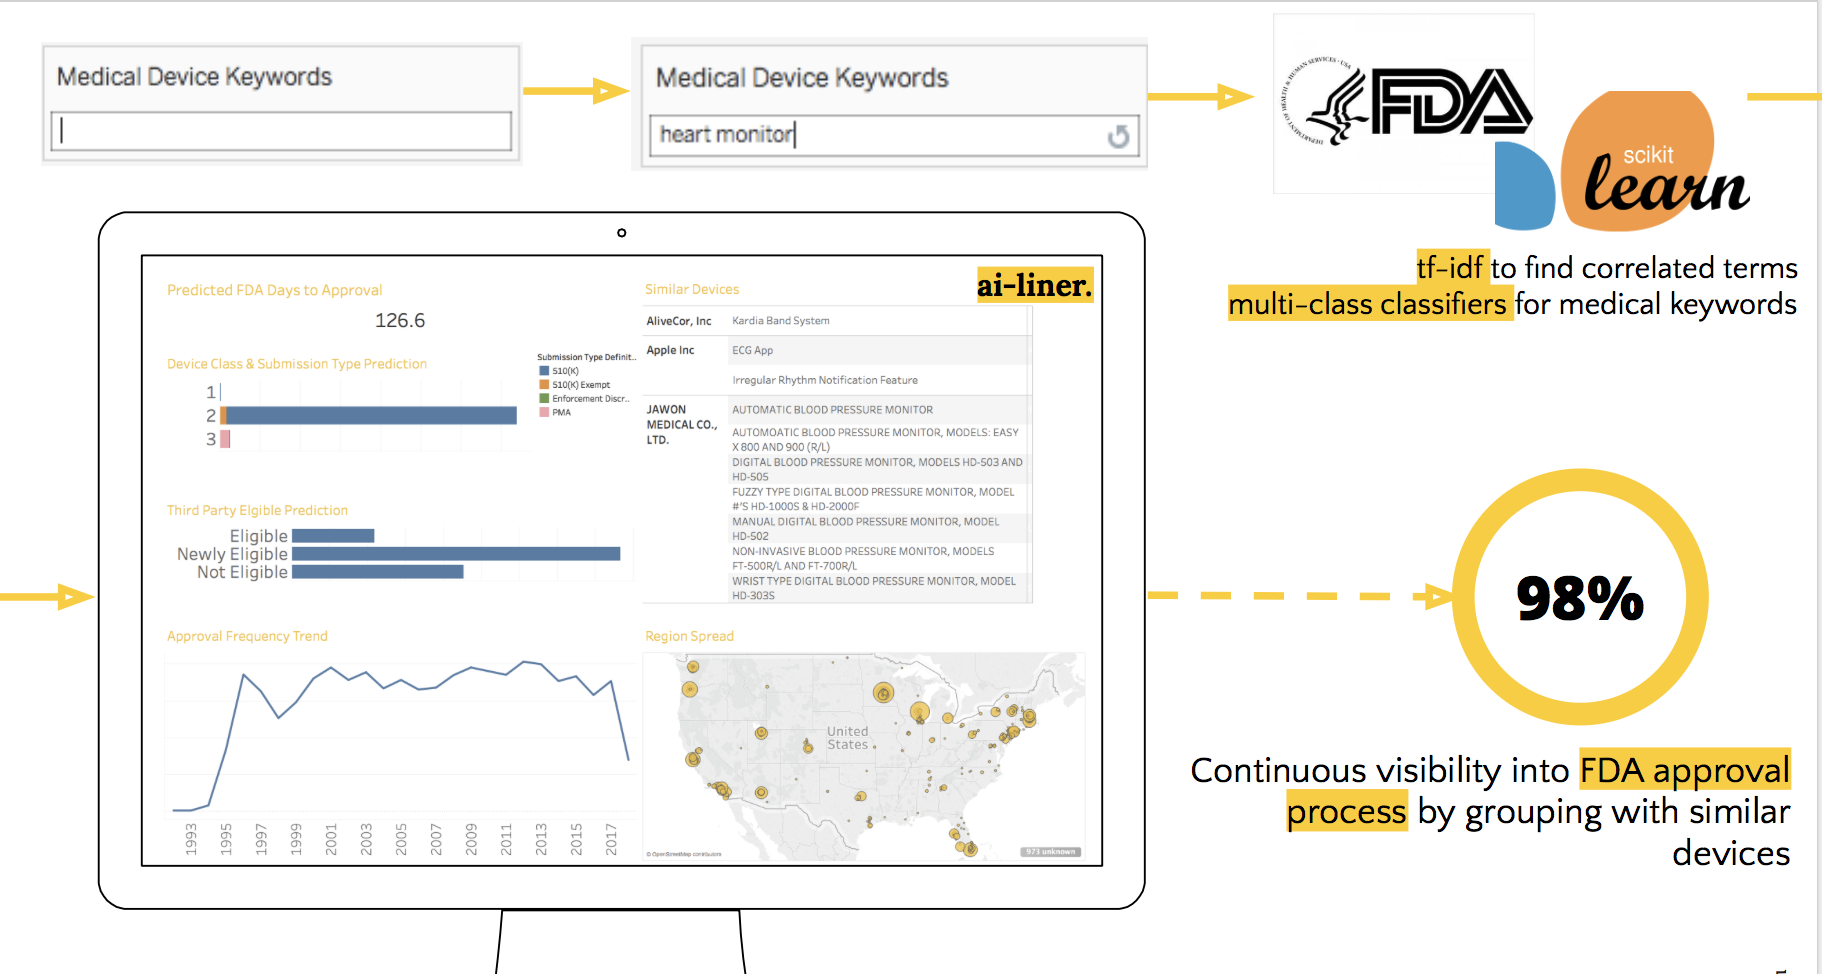 Medical Device Keywords
Medical Device Keywords
heart monitor
DEPARTMENT OF HEALTH & HUMAN SERVICES · USA
FDA
scikit
learn
tf-idf to find correlated terms
multi-class classifiers for medical keywords
ai-liner.
Predicted FDA Days to Approval
126.6
Device Class & Submission Type Prediction
1
2
3
Submission Type Definit..
510(K)
510(K) Exempt
Enforcement Discr..
PMA
Third Party Elgible Prediction
Eligible
Newly Eligible
Not Eligible
Approval Frequency Trend
1993
1995
1997
1999
2001
2003
2005
2007
2009
2011
2013
2015
2017
Similar Devices
AliveCor, Inc
Kardia Band System
Apple Inc
ECG App
Irregular Rhythm Notification Feature
JAWON
MEDICAL CO.,
LTD.
AUTOMATIC BLOOD PRESSURE MONITOR
AUTOMOATIC BLOOD PRESSURE MONITOR, MODELS: EASY
X 800 AND 900 (R/L)
DIGITAL BLOOD PRESSURE MONITOR, MODELS HD-503 AND
HD-505
FUZZY TYPE DIGITAL BLOOD PRESSURE MONITOR, MODEL
#'S HD-1000S & HD-2000F
MANUAL DIGITAL BLOOD PRESSURE MONITOR, MODEL
HD-502
NON-INVASIVE BLOOD PRESSURE MONITOR, MODELS
FT-500R/L AND FT-700R/L
WRIST TYPE DIGITAL BLOOD PRESSURE MONITOR, MODEL
HD-303S
Region Spread
United
States
© OpenStreetMap contributors
973 unknown
98%
Continuous visibility into FDA approval
process by grouping with similar
devices